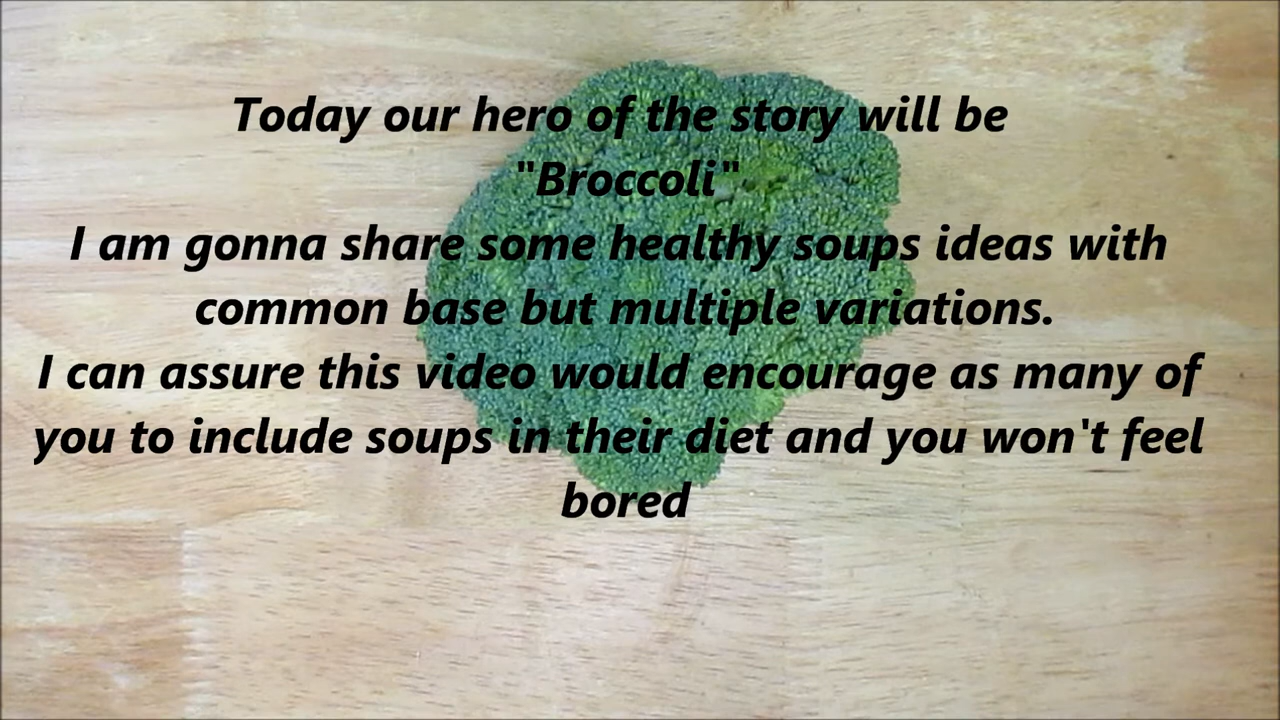 Today our hero of the story will be
"Broccoli"
I am gonna share some healthy soups ideas with
common base but multiple variations.
I can assure this video would encourage as many of
you to include soups in their diet and you won't feel
bored